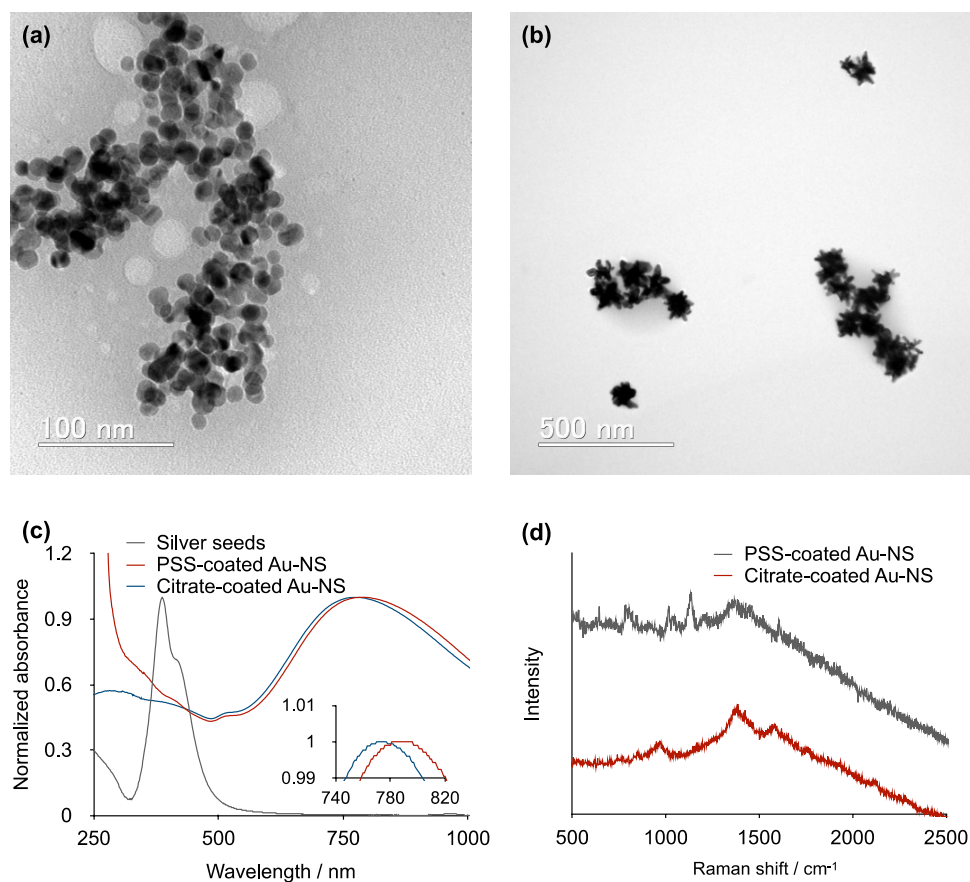 (a)
100 nm
(b)
500 nm
(c)
Silver seeds
PSS-coated Au-NS
Citrate-coated Au-NS
Normalized absorbance
1.2
0.9
0.6
0.3
0
250
500
750
1000
Wavelength / nm
1.01
1
0.99
740
780
820
(d)
PSS-coated Au-NS
Citrate-coated Au-NS
Intensity
500
1000
1500
2000
2500
Raman shift / cm⁻¹